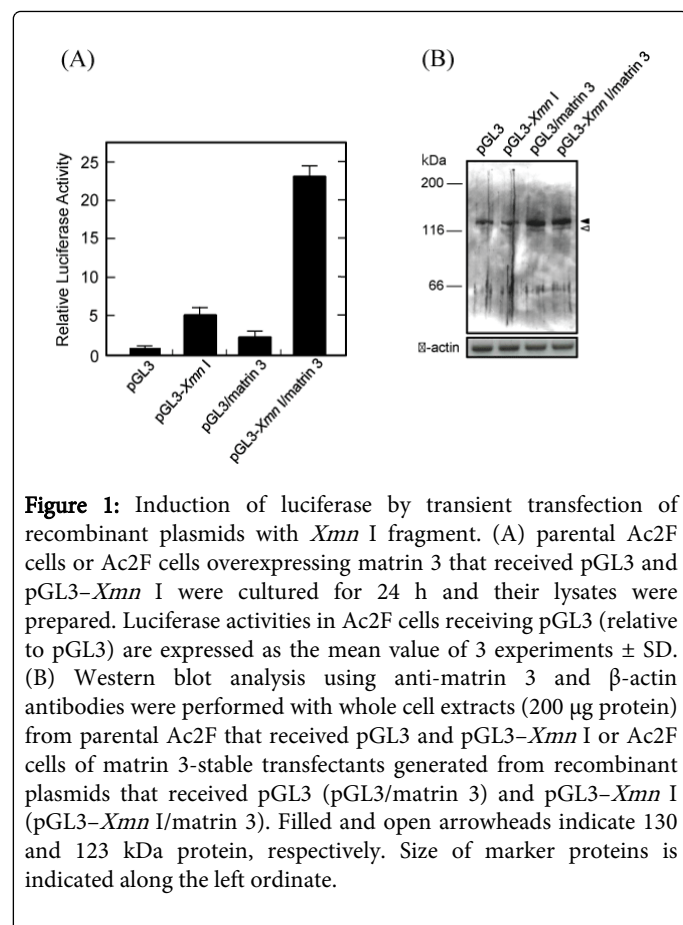 (A)
(B)
Relative Luciferase Activity
25
20
15
10
5
0
pGL3
pGL3-Xmn I
pGL3/matrin 3
pGL3-Xmn I/matrin 3
pGL3
pGL3-Xmn I
pGL3/matrin 3
pGL3-Xmn I/matrin 3
kDa
200
116
66
-actin
Figure 1: Induction of luciferase by transient transfection of
recombinant plasmids with Xmn I fragment. (A) parental Ac2F
cells or Ac2F cells overexpressing matrin 3 that received pGL3 and
pGL3–Xmn I were cultured for 24 h and their lysates were
prepared. Luciferase activities in Ac2F cells receiving pGL3 (relative
to pGL3) are expressed as the mean value of 3 experiments ± SD.
(B) Western blot analysis using anti-matrin 3 and β-actin
antibodies were performed with whole cell extracts (200 μg protein)
from parental Ac2F that received pGL3 and pGL3–Xmn I or Ac2F
cells of matrin 3-stable transfectants generated from recombinant
plasmids that received pGL3 (pGL3/matrin 3) and pGL3–Xmn I
(pGL3–Xmn I/matrin 3). Filled and open arrowheads indicate 130
and 123 kDa protein, respectively. Size of marker proteins is
indicated along the left ordinate.